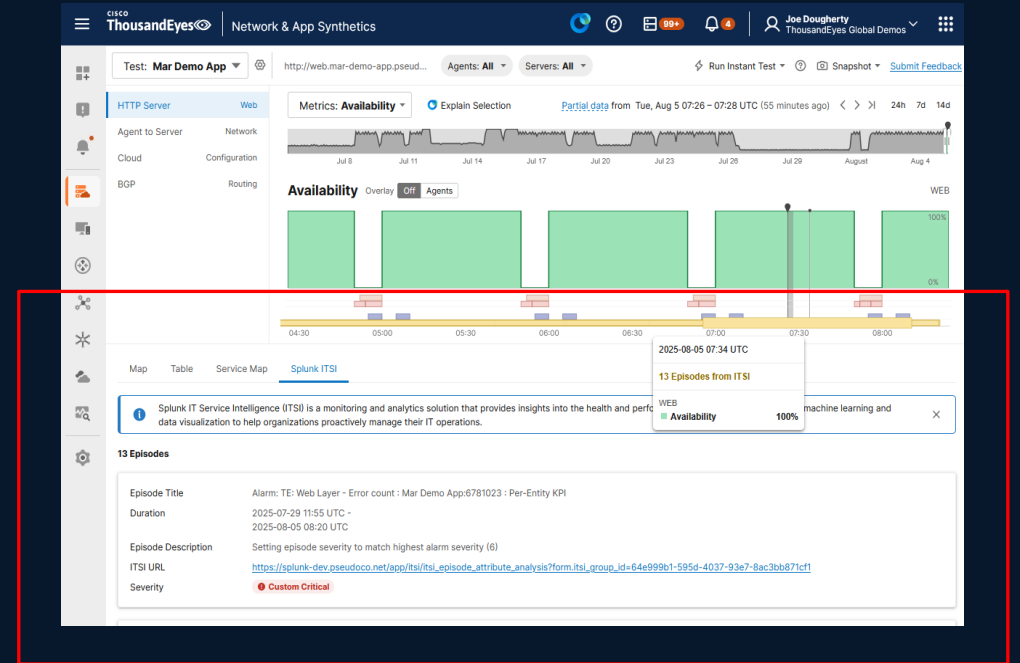 CISCO
ThousandEyes
Network & App Synthetics
99+
4
Joe Dougherty
ThousandEyes Global Demos
Test: Mar Demo App
http://web.mar-demo-app.pseud...
Agents: All
Servers: All
Run Instant Test
Snapshot
Submit Feedback
HTTP Server Web
Agent to Server Network
Cloud Configuration
BGP Routing
Metrics: Availability
Explain Selection
Partial data from Tue, Aug 5 07:26 – 07:28 UTC (55 minutes ago)
24h 7d 14d
Jul 8 Jul 11 Jul 14 Jul 17 Jul 20 Jul 23 Jul 26 Jul 29 August Aug 4
Availability Overlay Off Agents WEB
100%
0%
04:30 05:00 05:30 06:00 06:30 07:00 07:30 08:00
2025-08-05 07:34 UTC
13 Episodes from ITSI
WEB
Availability 100%
Map Table Service Map Splunk ITSI
Splunk IT Service Intelligence (ITSI) is a monitoring and analytics solution that provides insights into the health and perfo machine learning and
data visualization to help organizations proactively manage their IT operations.
13 Episodes
Episode Title Alarm: TE: Web Layer - Error count : Mar Demo App:6781023 : Per-Entity KPI
Duration 2025-07-29 11:55 UTC -
2025-08-05 08:20 UTC
Episode Description Setting episode severity to match highest alarm severity (6)
ITSI URL https://splunk-dev.pseudoco.net/app/itsi/itsi_episode_attribute_analysis?form.itsi_group_id=64e999b1-595d-4037-93e7-8ac3bb871cf1
Severity Custom Critical